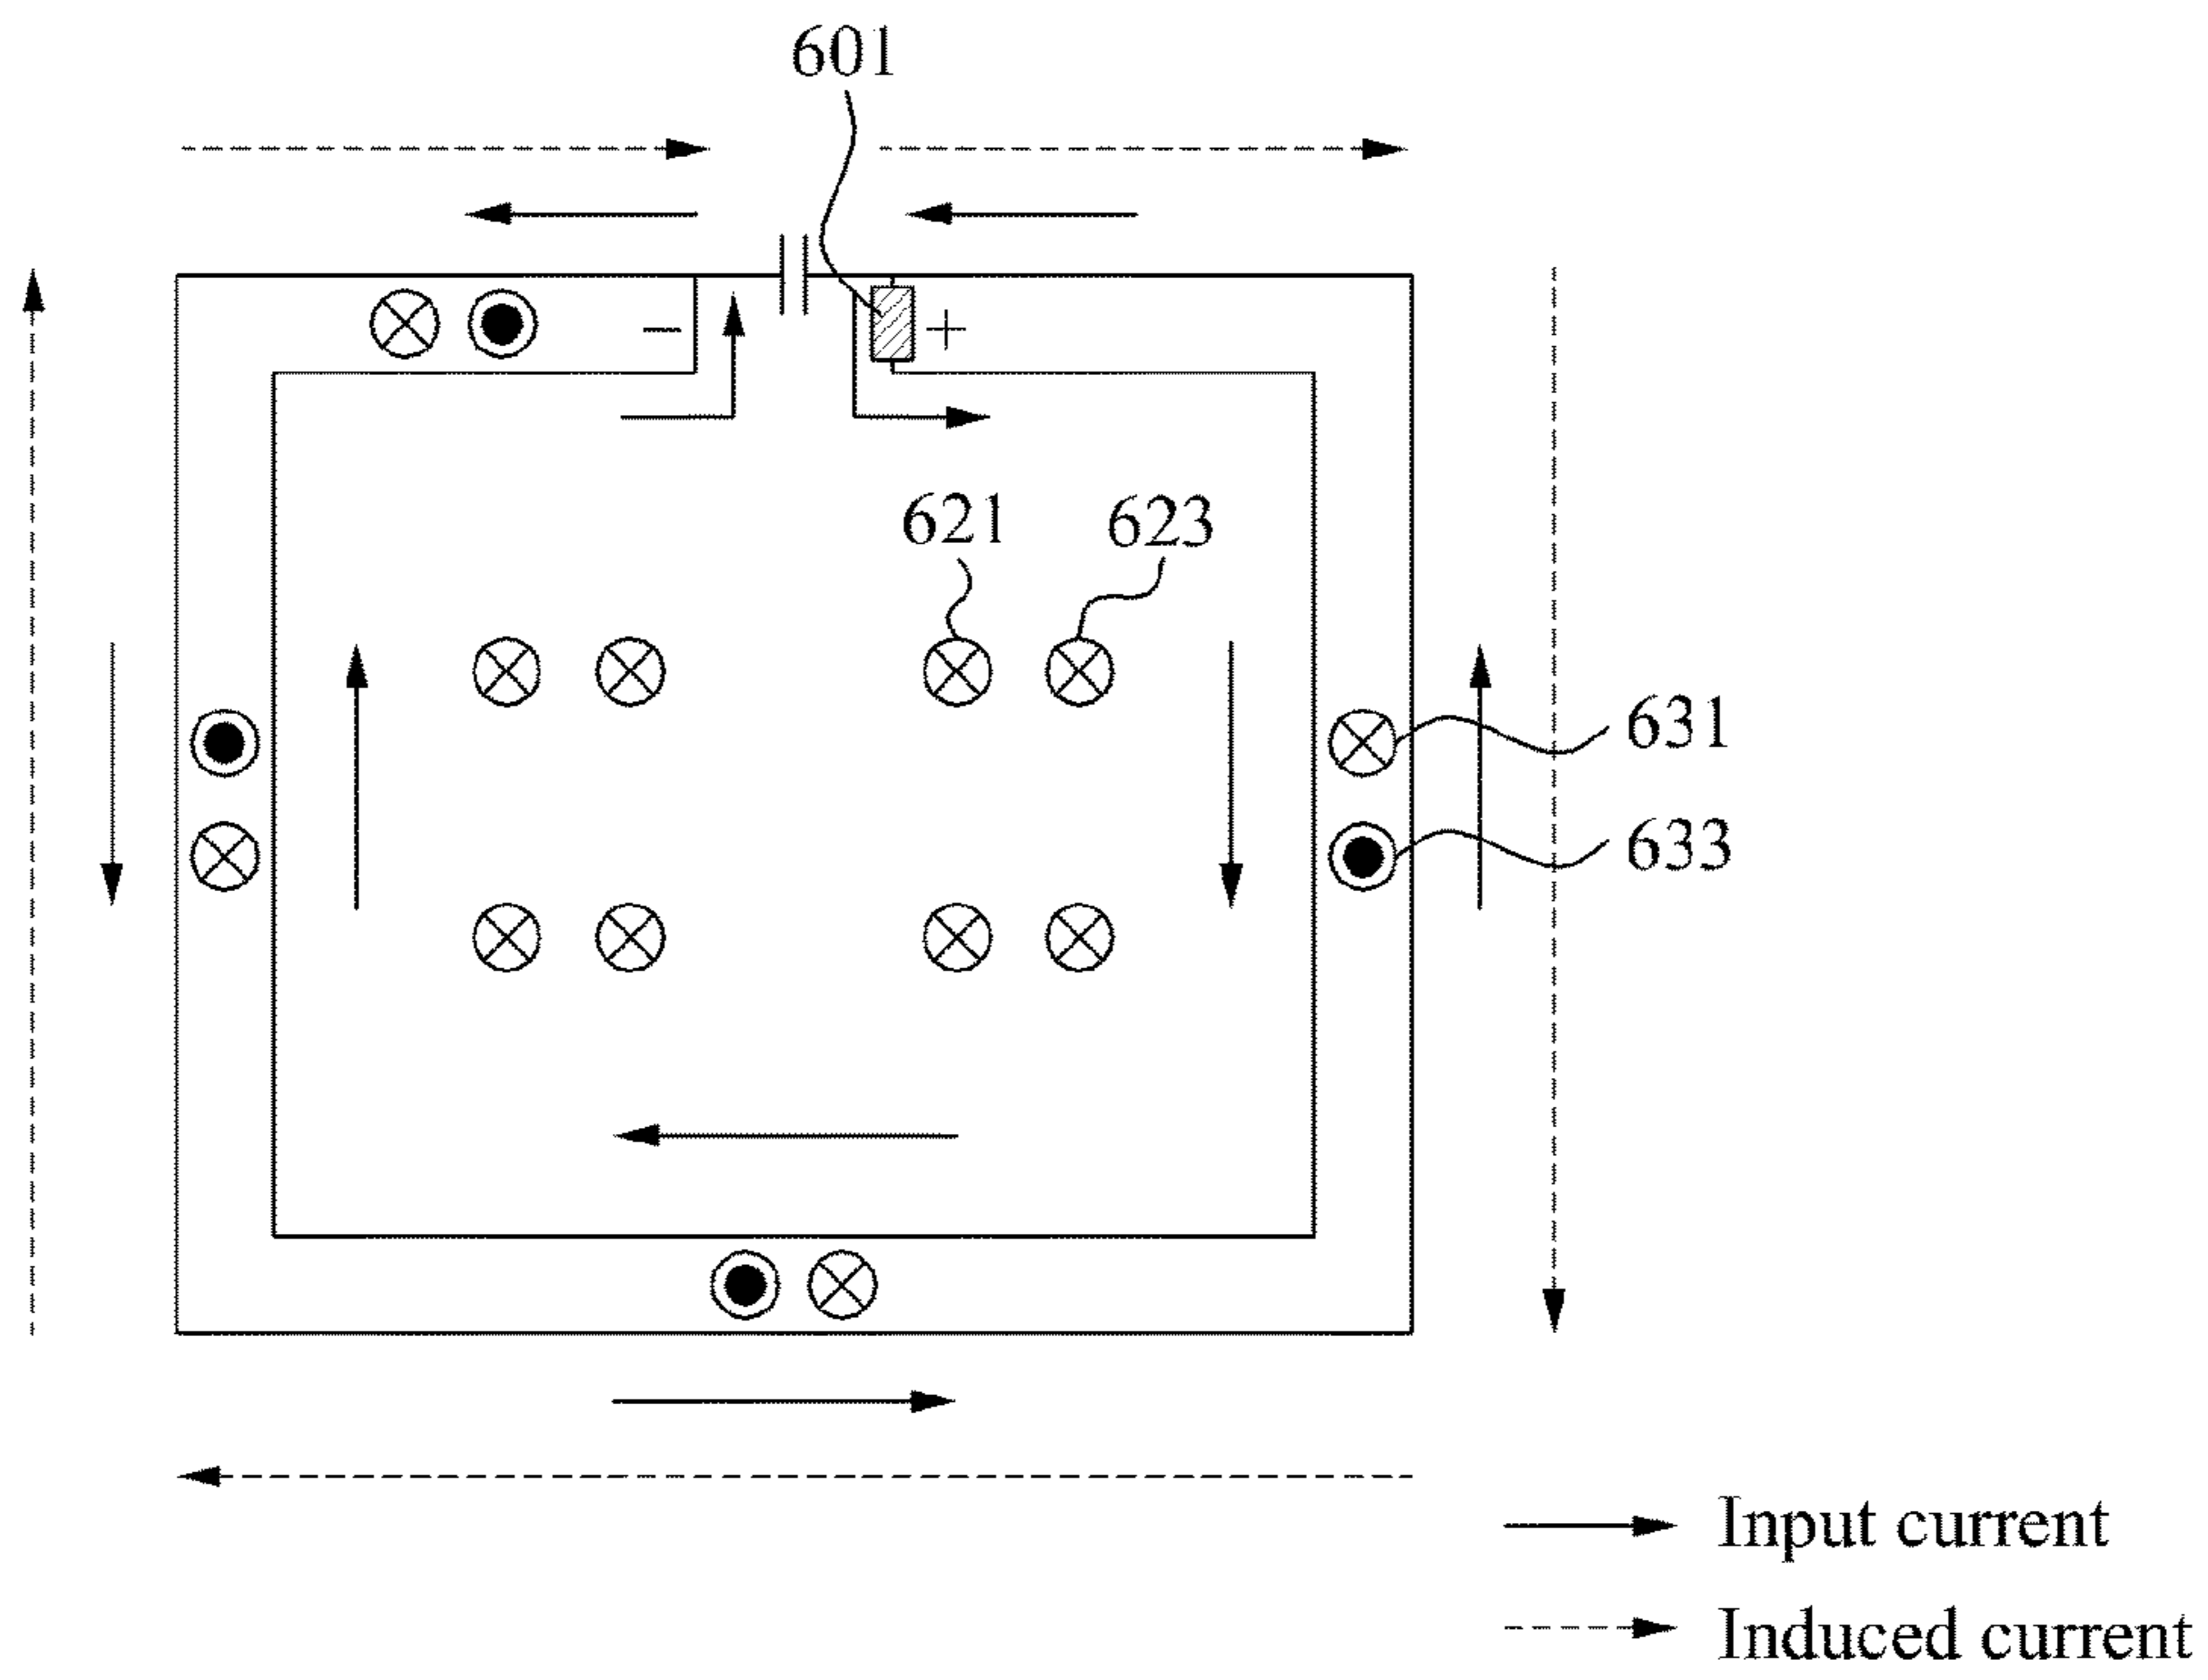 601
− +
621 623
631
633
Input current
Induced current